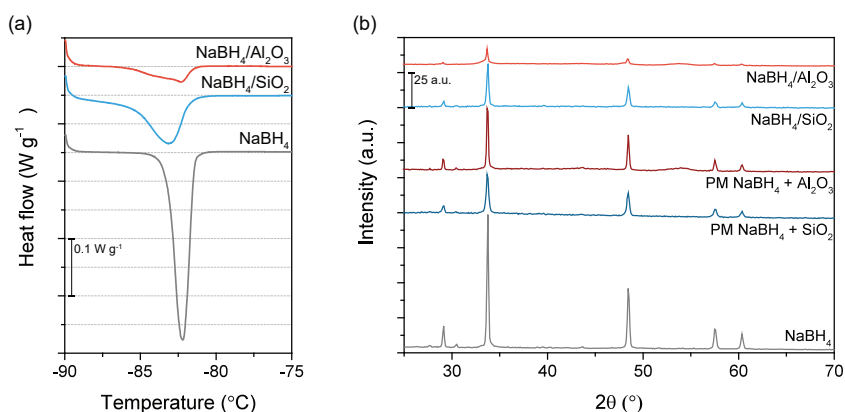 (a)
NaBH₄/Al₂O₃
NaBH₄/SiO₂
NaBH₄
0.1 W g⁻¹
Heat flow (W g⁻¹)
-90 -85 -80 -75
Temperature (°C)
(b)
NaBH₄/Al₂O₃
25 a.u.
NaBH₄/SiO₂
PM NaBH₄ + Al₂O₃
PM NaBH₄ + SiO₂
NaBH₄
Intensity (a.u.)
30 40 50 60 70
2θ (°)